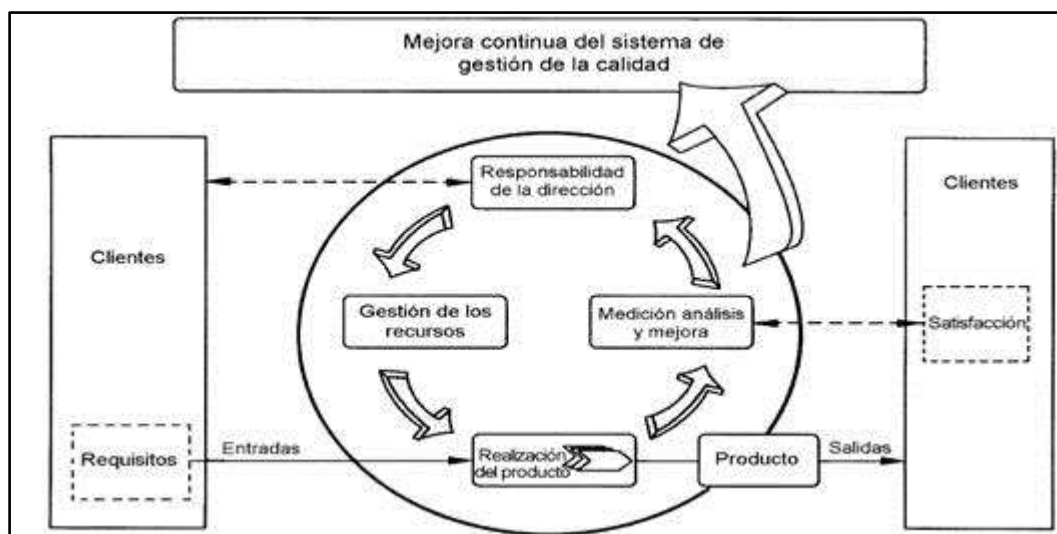 Mejora continua del sistema de
gestión de la calidad
Responsabilidad
de la dirección
Clientes
Clientes
Gestión de los
recursos
Medición análisis
y mejora
Satisfacción
Requisitos
Entradas
Realización
del producto
Producto
Salidas